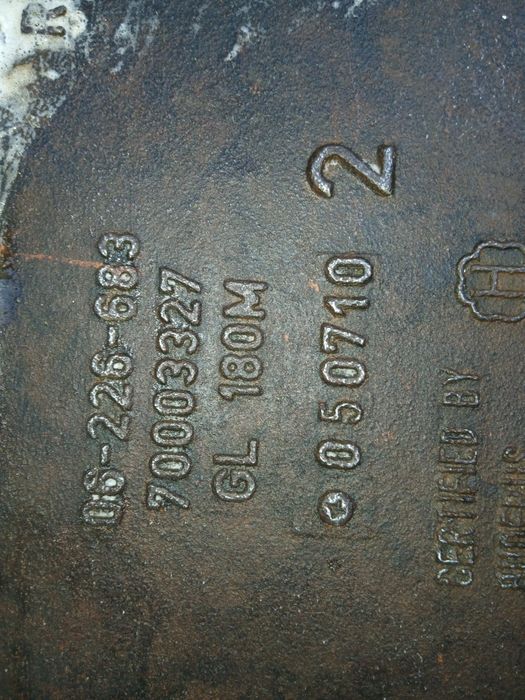 R
06-226-683
70003327
GL 180M
050710 2
H
CERTIFIED BY